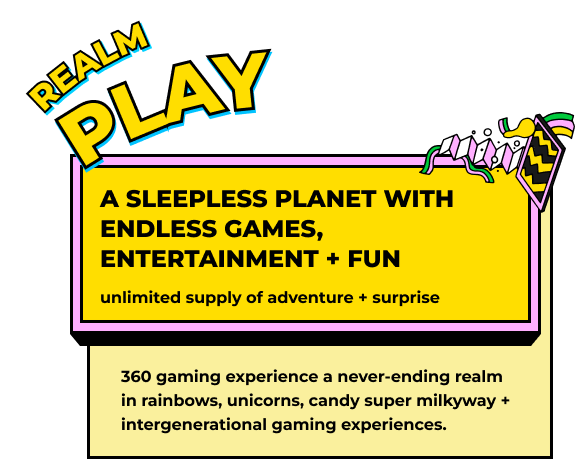 REALM
PLAY
A SLEEPLESS PLANET WITH
ENDLESS GAMES,
ENTERTAINMENT + FUN
unlimited supply of adventure + surprise
360 gaming experience a never-ending realm
in rainbows, unicorns, candy super milkyway +
intergenerational gaming experiences.